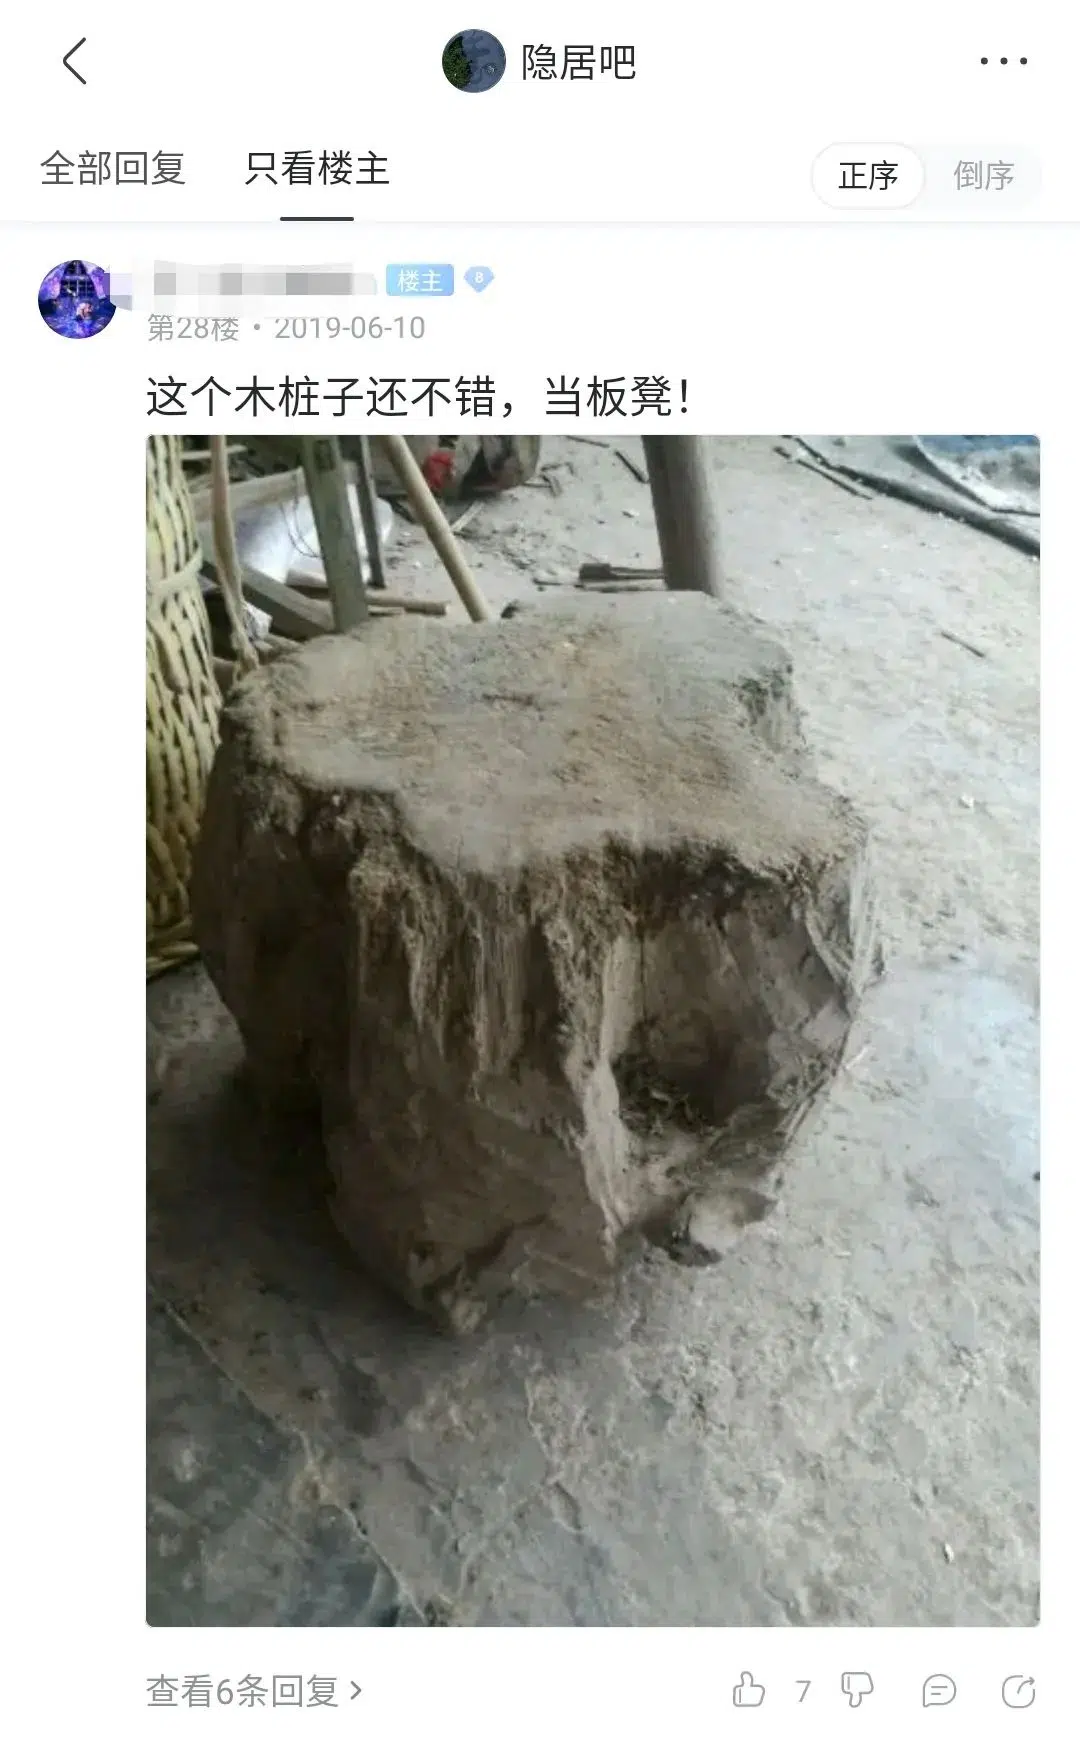 隐居吧
全部回复 只看楼主 正序 倒序
楼主 8
第28楼 · 2019-06-10
这个木桩子还不错，当板凳！
查看6条回复 > 7